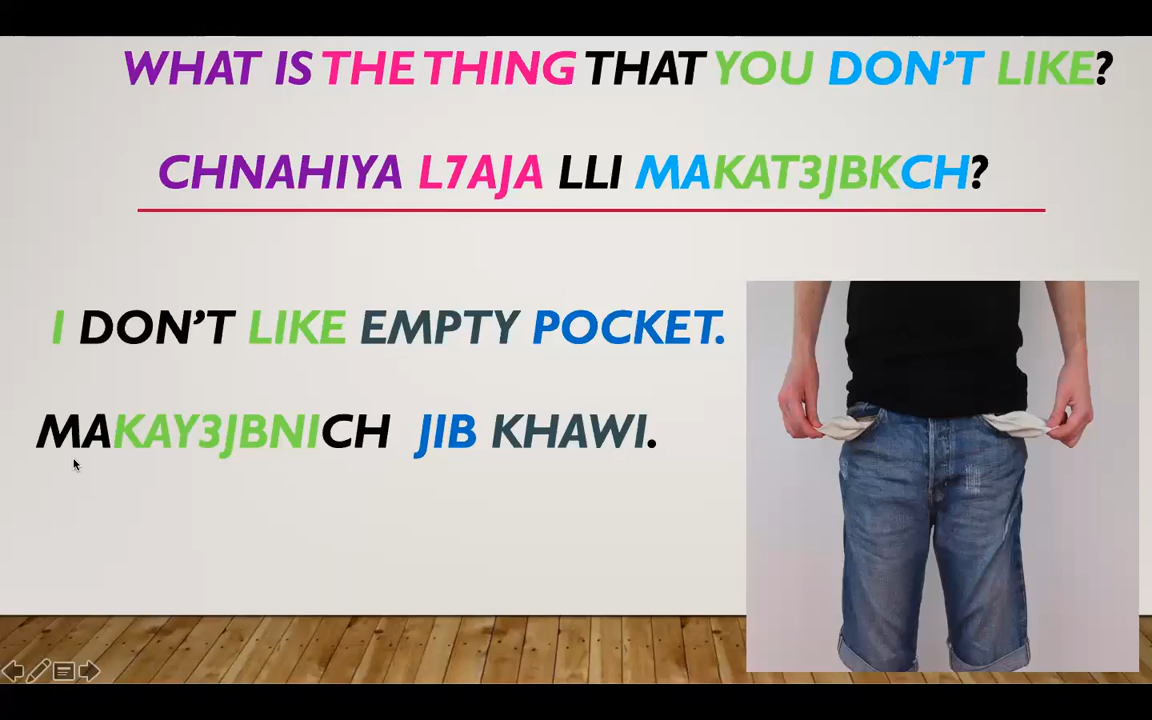 WHAT IS THE THING THAT YOU DON'T LIKE?
CHNAHIYA L7AJA LLI MAKAT3JBKCH?
I DON'T LIKE EMPTY POCKET.
MAKAY3JBNICH JIB KHAWI.